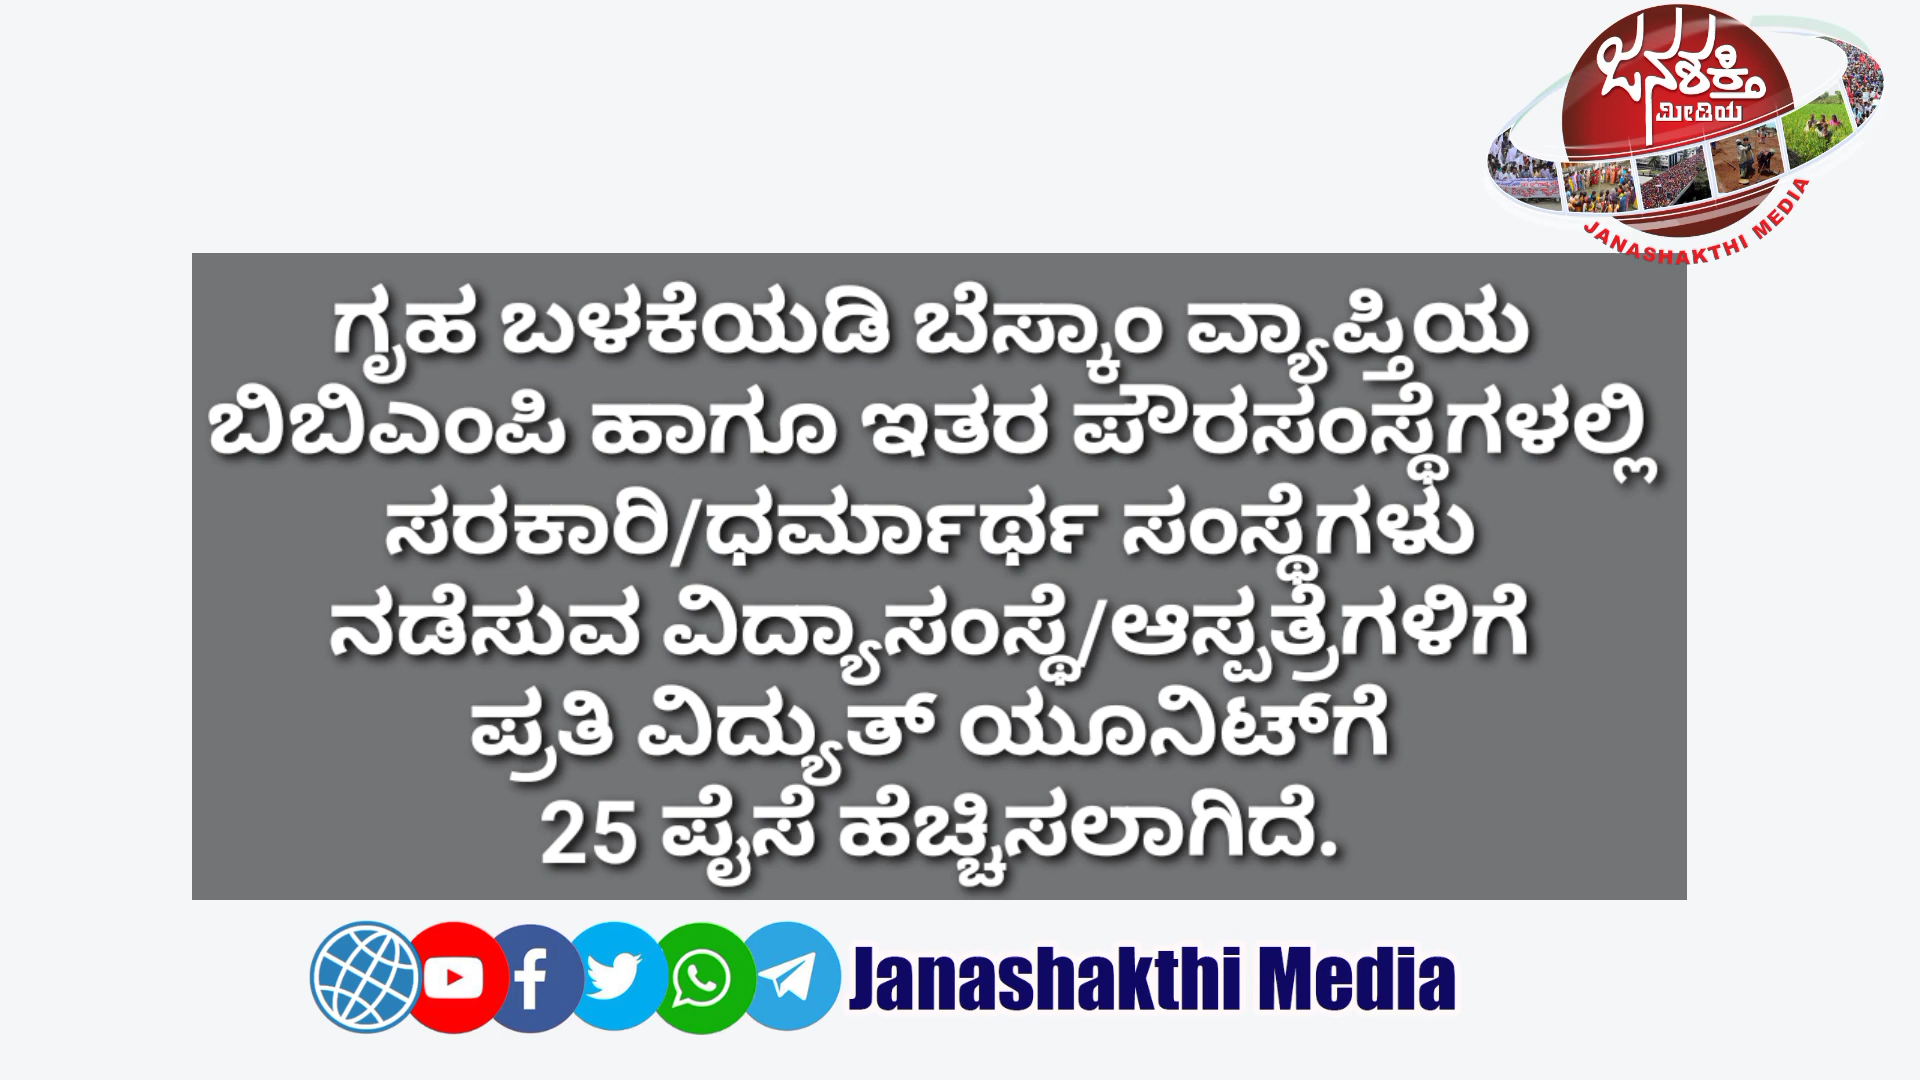 ಜನಶಕ್ತಿ
ಮೀಡಿಯ
JANASHAKTHI MEDIA
ಗೃಹ ಬಳಕೆಯಡಿ ಬೆಸ್ಕಾಂ ವ್ಯಾಪ್ತಿಯ
ಬಿಬಿಎಂಪಿ ಹಾಗೂ ಇತರ ಪೌರಸಂಸ್ಥೆಗಳಲ್ಲಿ
ಸರಕಾರಿ/ಧರ್ಮಾರ್ಥ ಸಂಸ್ಥೆಗಳು
ನಡೆಸುವ ವಿದ್ಯಾಸಂಸ್ಥೆ/ಆಸ್ಪತ್ರೆಗಳಿಗೆ
ಪ್ರತಿ ವಿದ್ಯುತ್ ಯೂನಿಟ್‌ಗೆ
25 ಪೈಸೆ ಹೆಚ್ಚಿಸಲಾಗಿದೆ.
Janashakthi Media